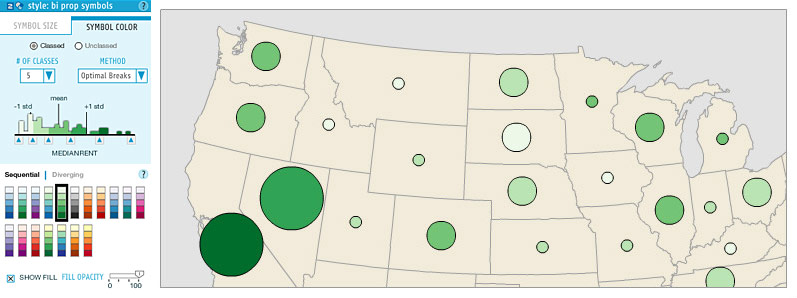 style: bi prop symbols ?
SYMBOL SIZE SYMBOL COLOR
Classed Unclassed
# OF CLASSES METHOD
5 Optimal Breaks
-1 std mean +1 std
MEDIANRENT
Sequential | Diverging ?
SHOW FILL FILL OPACITY
0 100